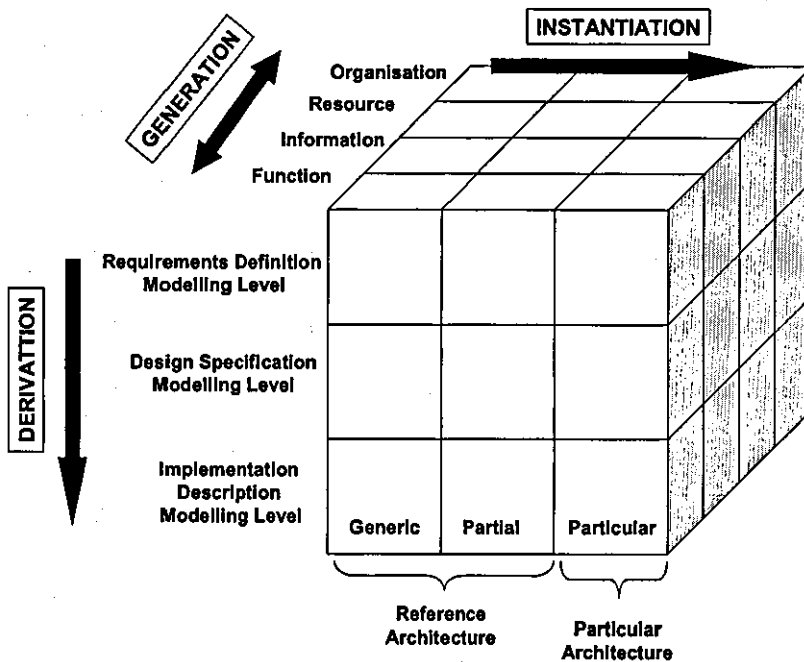 INSTANTIATION
GENERATION
Organisation
Resource
Information
Function
DERIVATTION
Requirements Definition
Modelling Level
Design Specification
Modelling Level
Implementation
Description
Modelling Level
Generic
Partial
Particular
Reference
Architecture
Particular
Architecture